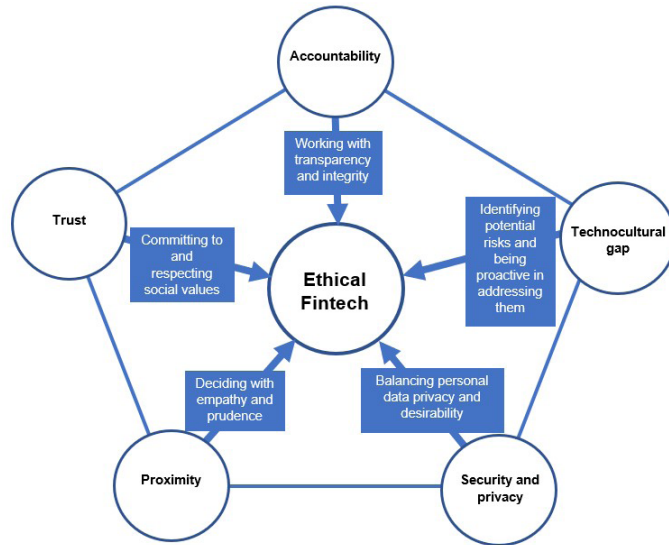 Accountability
Working with
transparency
and integrity
Trust
Committing to
and
respecting
social values
Ethical
Fintech
Identifying
potential
risks and
being
proactive in
addressing
them
Technocultural
gap
Deciding with
empathy and
prudence
Balancing personal
data privacy and
desirability
Proximity
Security and
privacy